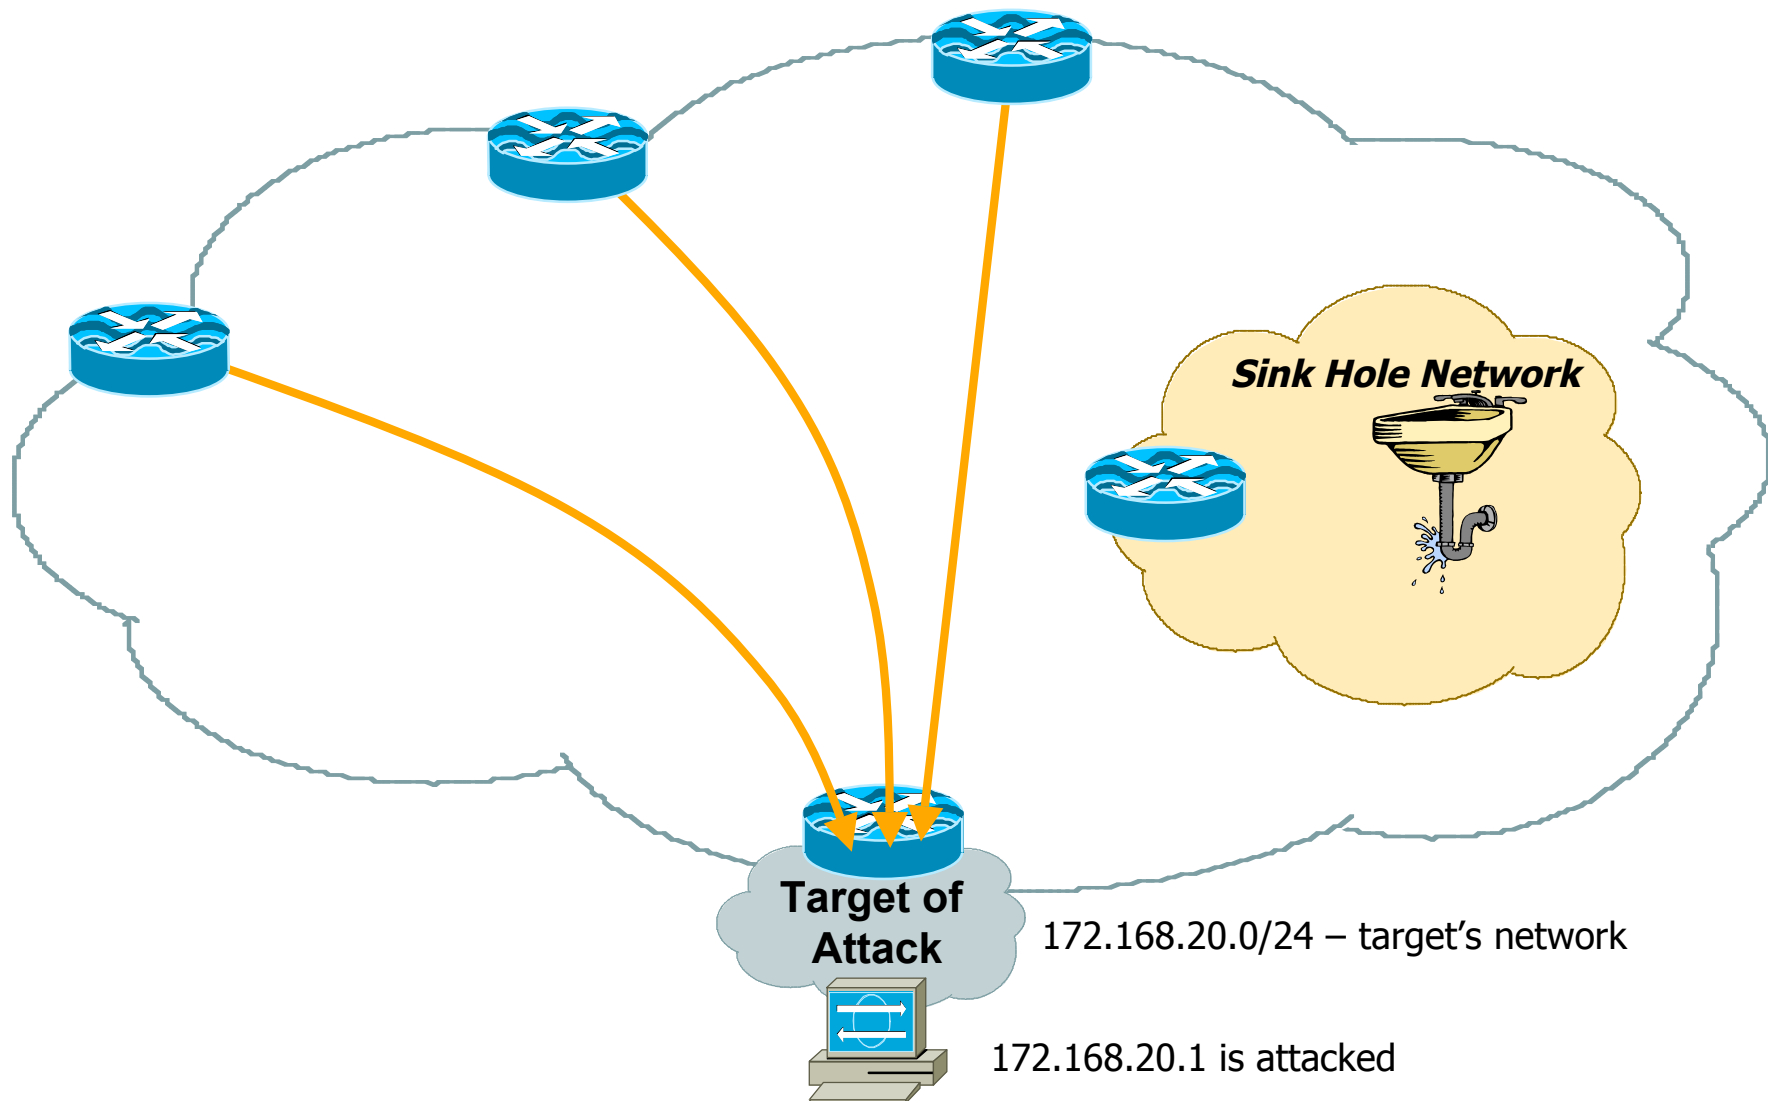 Sink Hole Network
Target of
Attack
172.168.20.0/24 – target’s network
172.168.20.1 is attacked